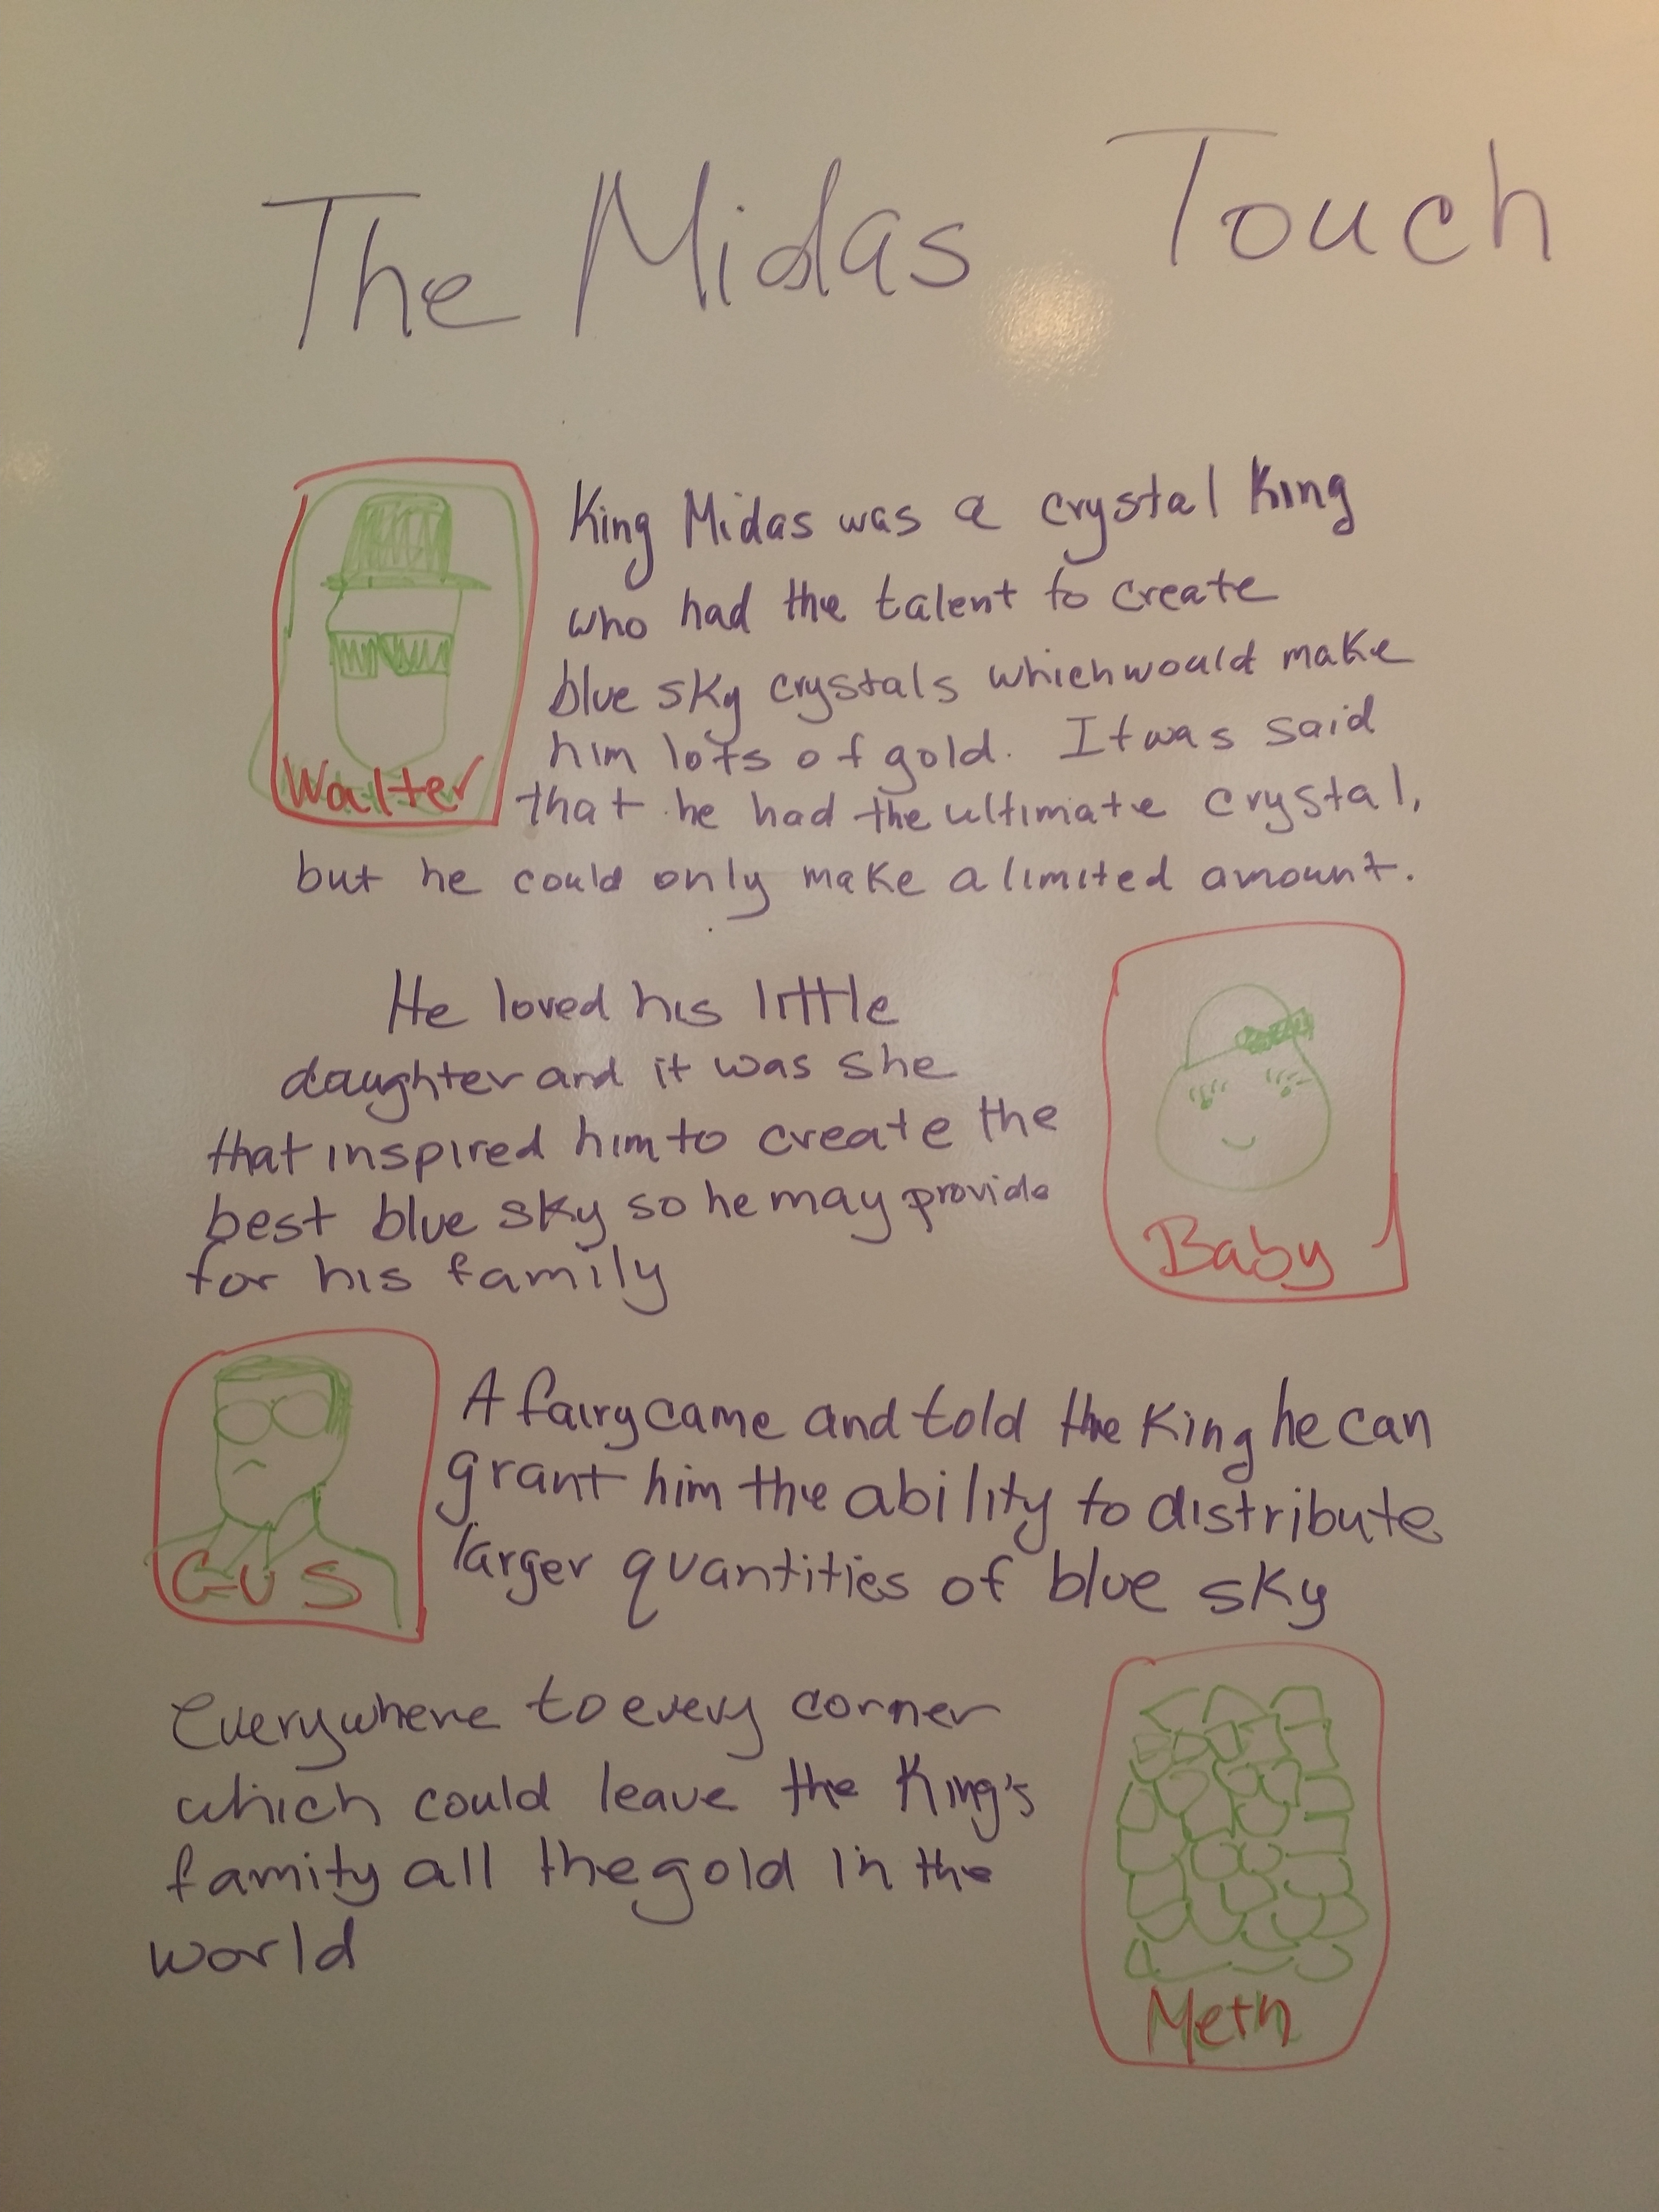 The Midas Touch
King Midas was a crystal King
who had the talent to create
blue sky crystals which would make
him lots of gold. It was said
that he had the ultimate crystal,
but he could only make a limited amount.
Walter
He loved his little
daughter and it was she
that inspired him to create the
best blue sky so he may provide
for his family
Baby
A fairy came and told the King he can
grant him the ability to distribute
larger quantities of blue sky
GUS
Everywhere to every corner
which could leave the King's
family all the gold in the
world
Meth